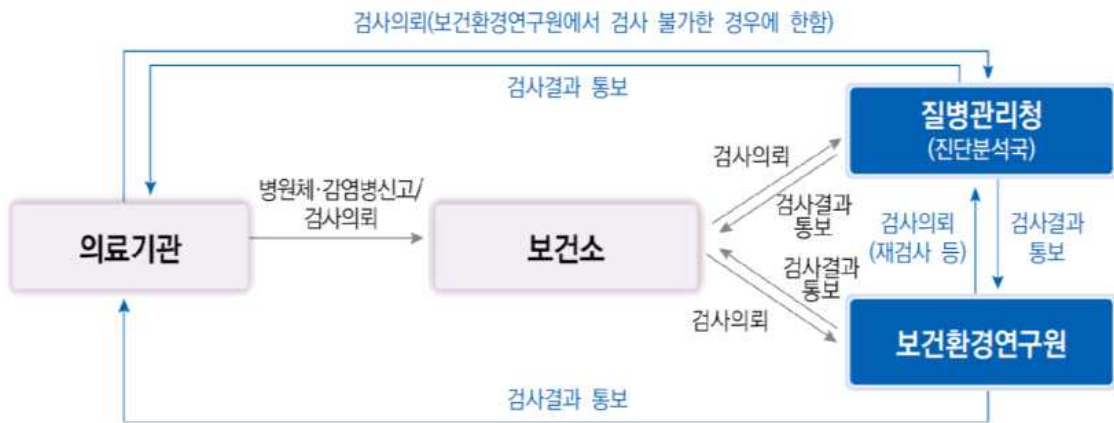 검사의뢰(보건환경연구원에서 검사 불가한 경우에 한함)
검사결과 통보
질병관리청
(진단분석국)
검사의뢰
병원체·감염병신고/
검사의뢰
의료기관
보건소
검사결과
통보
검사의뢰
(재검사 등)
검사결과
통보
검사결과
통보
검사의뢰
보건환경연구원
검사결과 통보